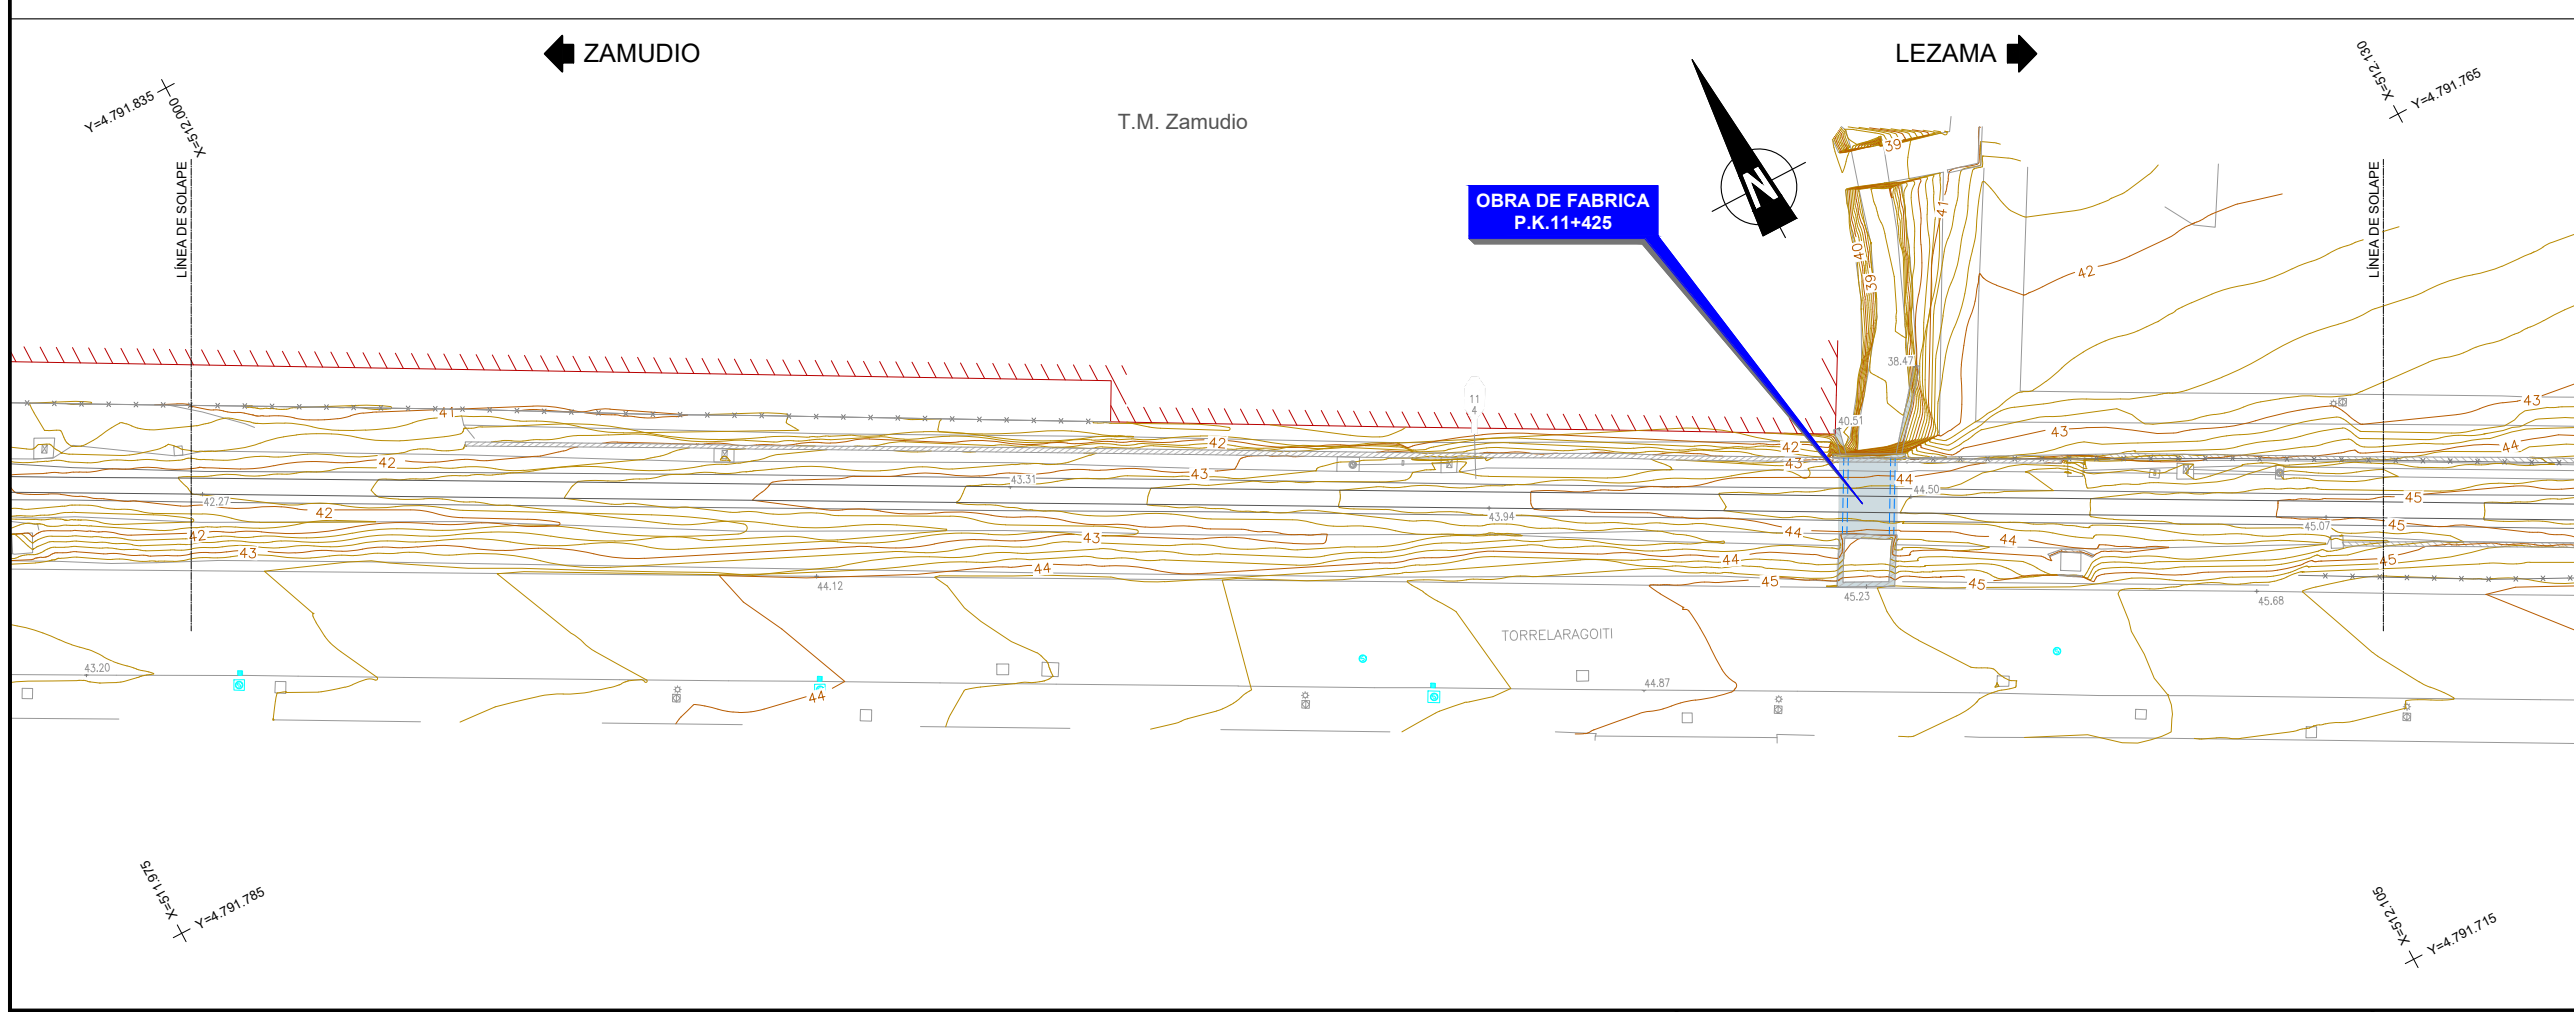 ZAMUDIO
LEZAMA
Y=4.791.835
X=512.000
X=512.130
Y=4.791.765
T.M. Zamudio
LÍNEA DE SOLAPE
LÍNEA DE SOLAPE
N
OBRA DE FABRICA
P.K.11+425
39
41
40
39
42
38.47
11
4
40.51
41
42
42
43
43
44
42
43
43
44
43.31
42.27
42
43.94
44.50
45
45.07
45
42
43
43
44
44
44
44
45
45
45
44.12
45.23
45.68
TORRELARAGOITI
43.20
44
44.87
X=511.975
Y=4.791.785
X=512.105
Y=4.791.715